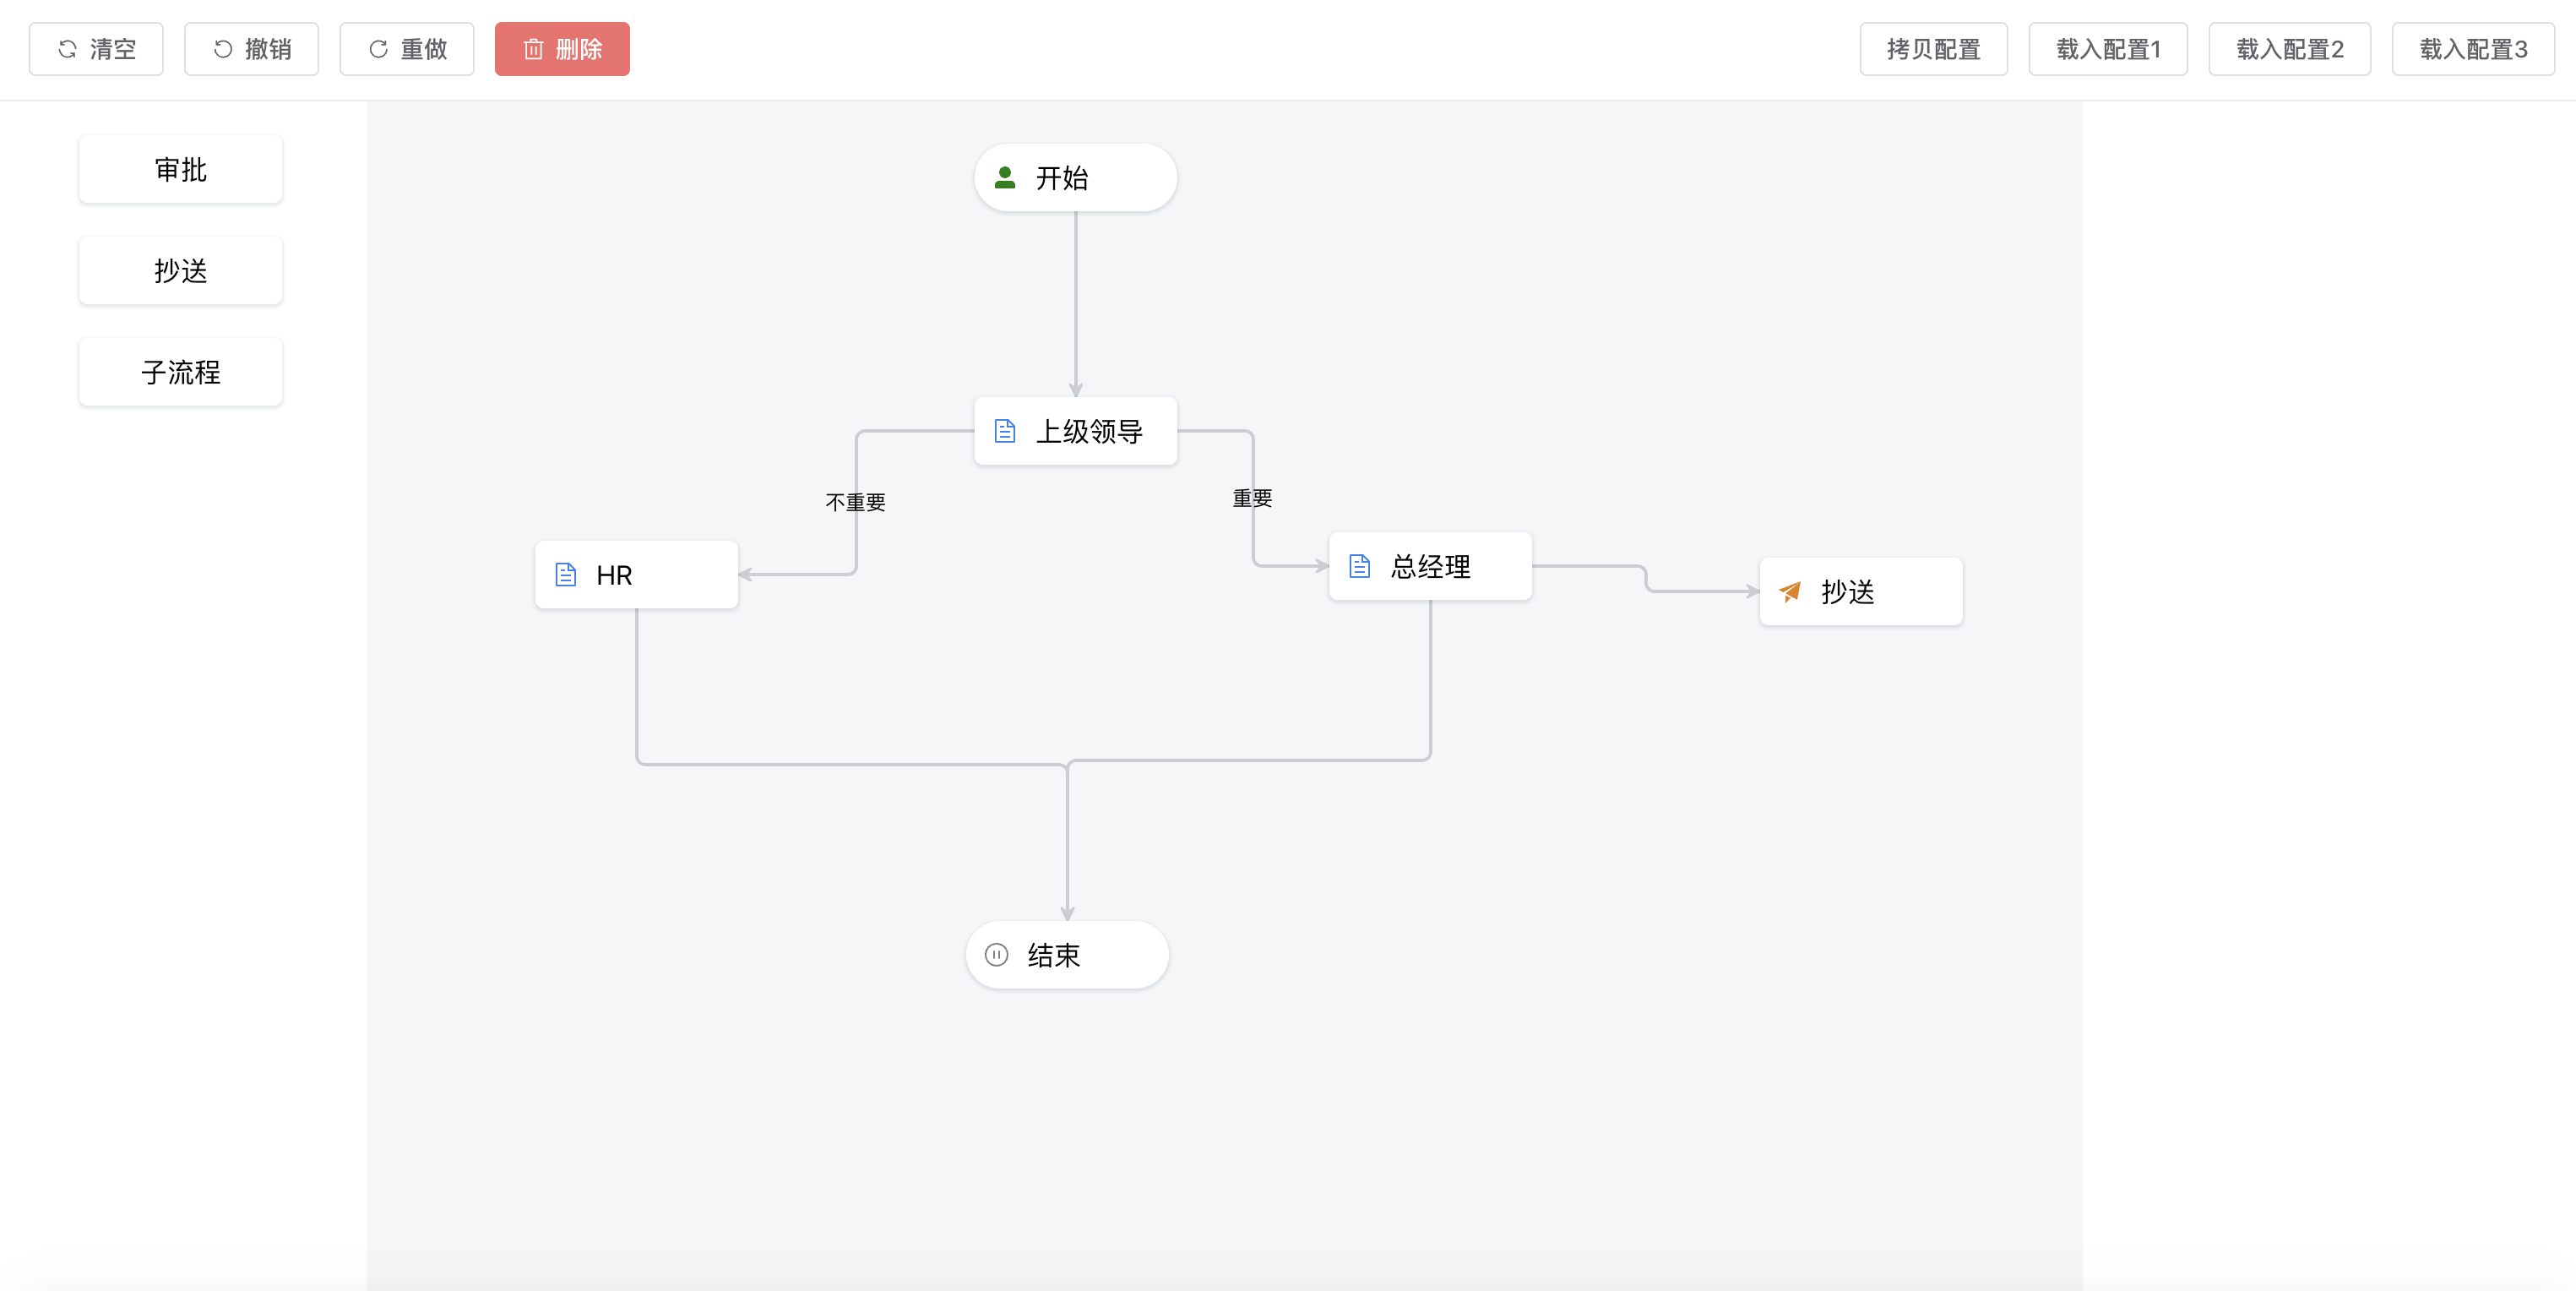 清空
撤销
重做
删除
拷贝配置
载入配置1
载入配置2
载入配置3
审批
抄送
子流程
开始
上级领导
不重要
重要
HR
总经理
抄送
结束